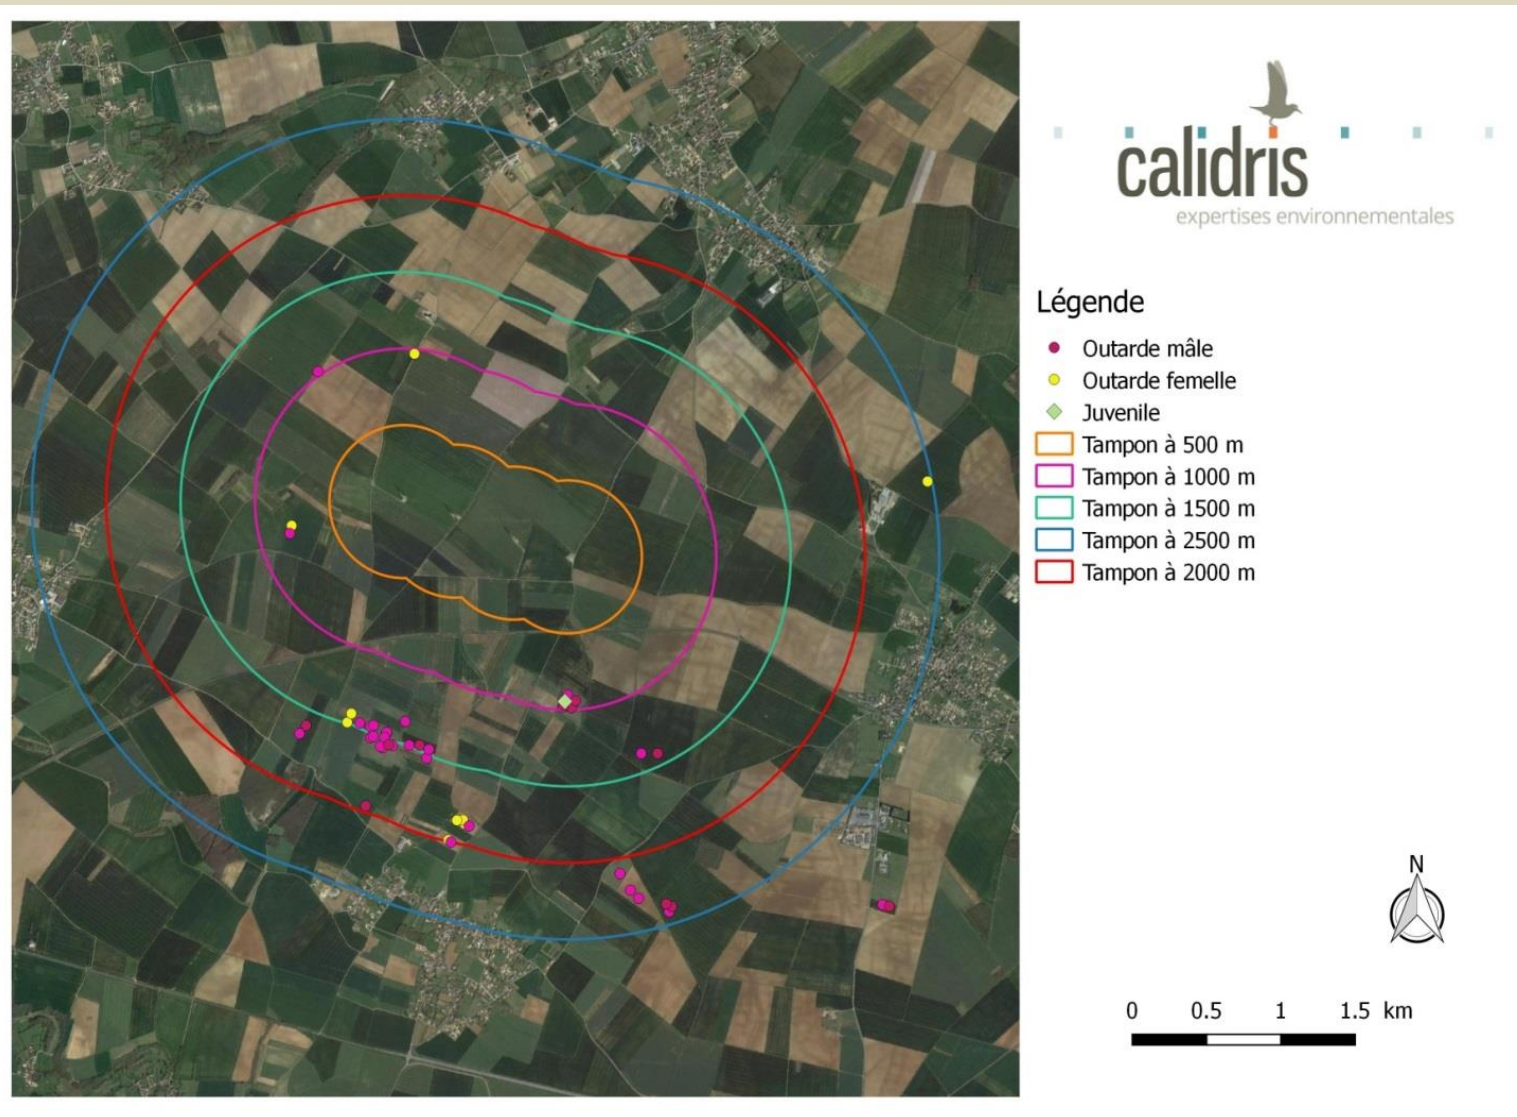 calidris
expertises environnementales
Légende
Outarde mâle
Outarde femelle
Juvenile
Tampon à 500 m
Tampon à 1000 m
Tampon à 1500 m
Tampon à 2500 m
Tampon à 2000 m
N
0 0.5 1 1.5 km